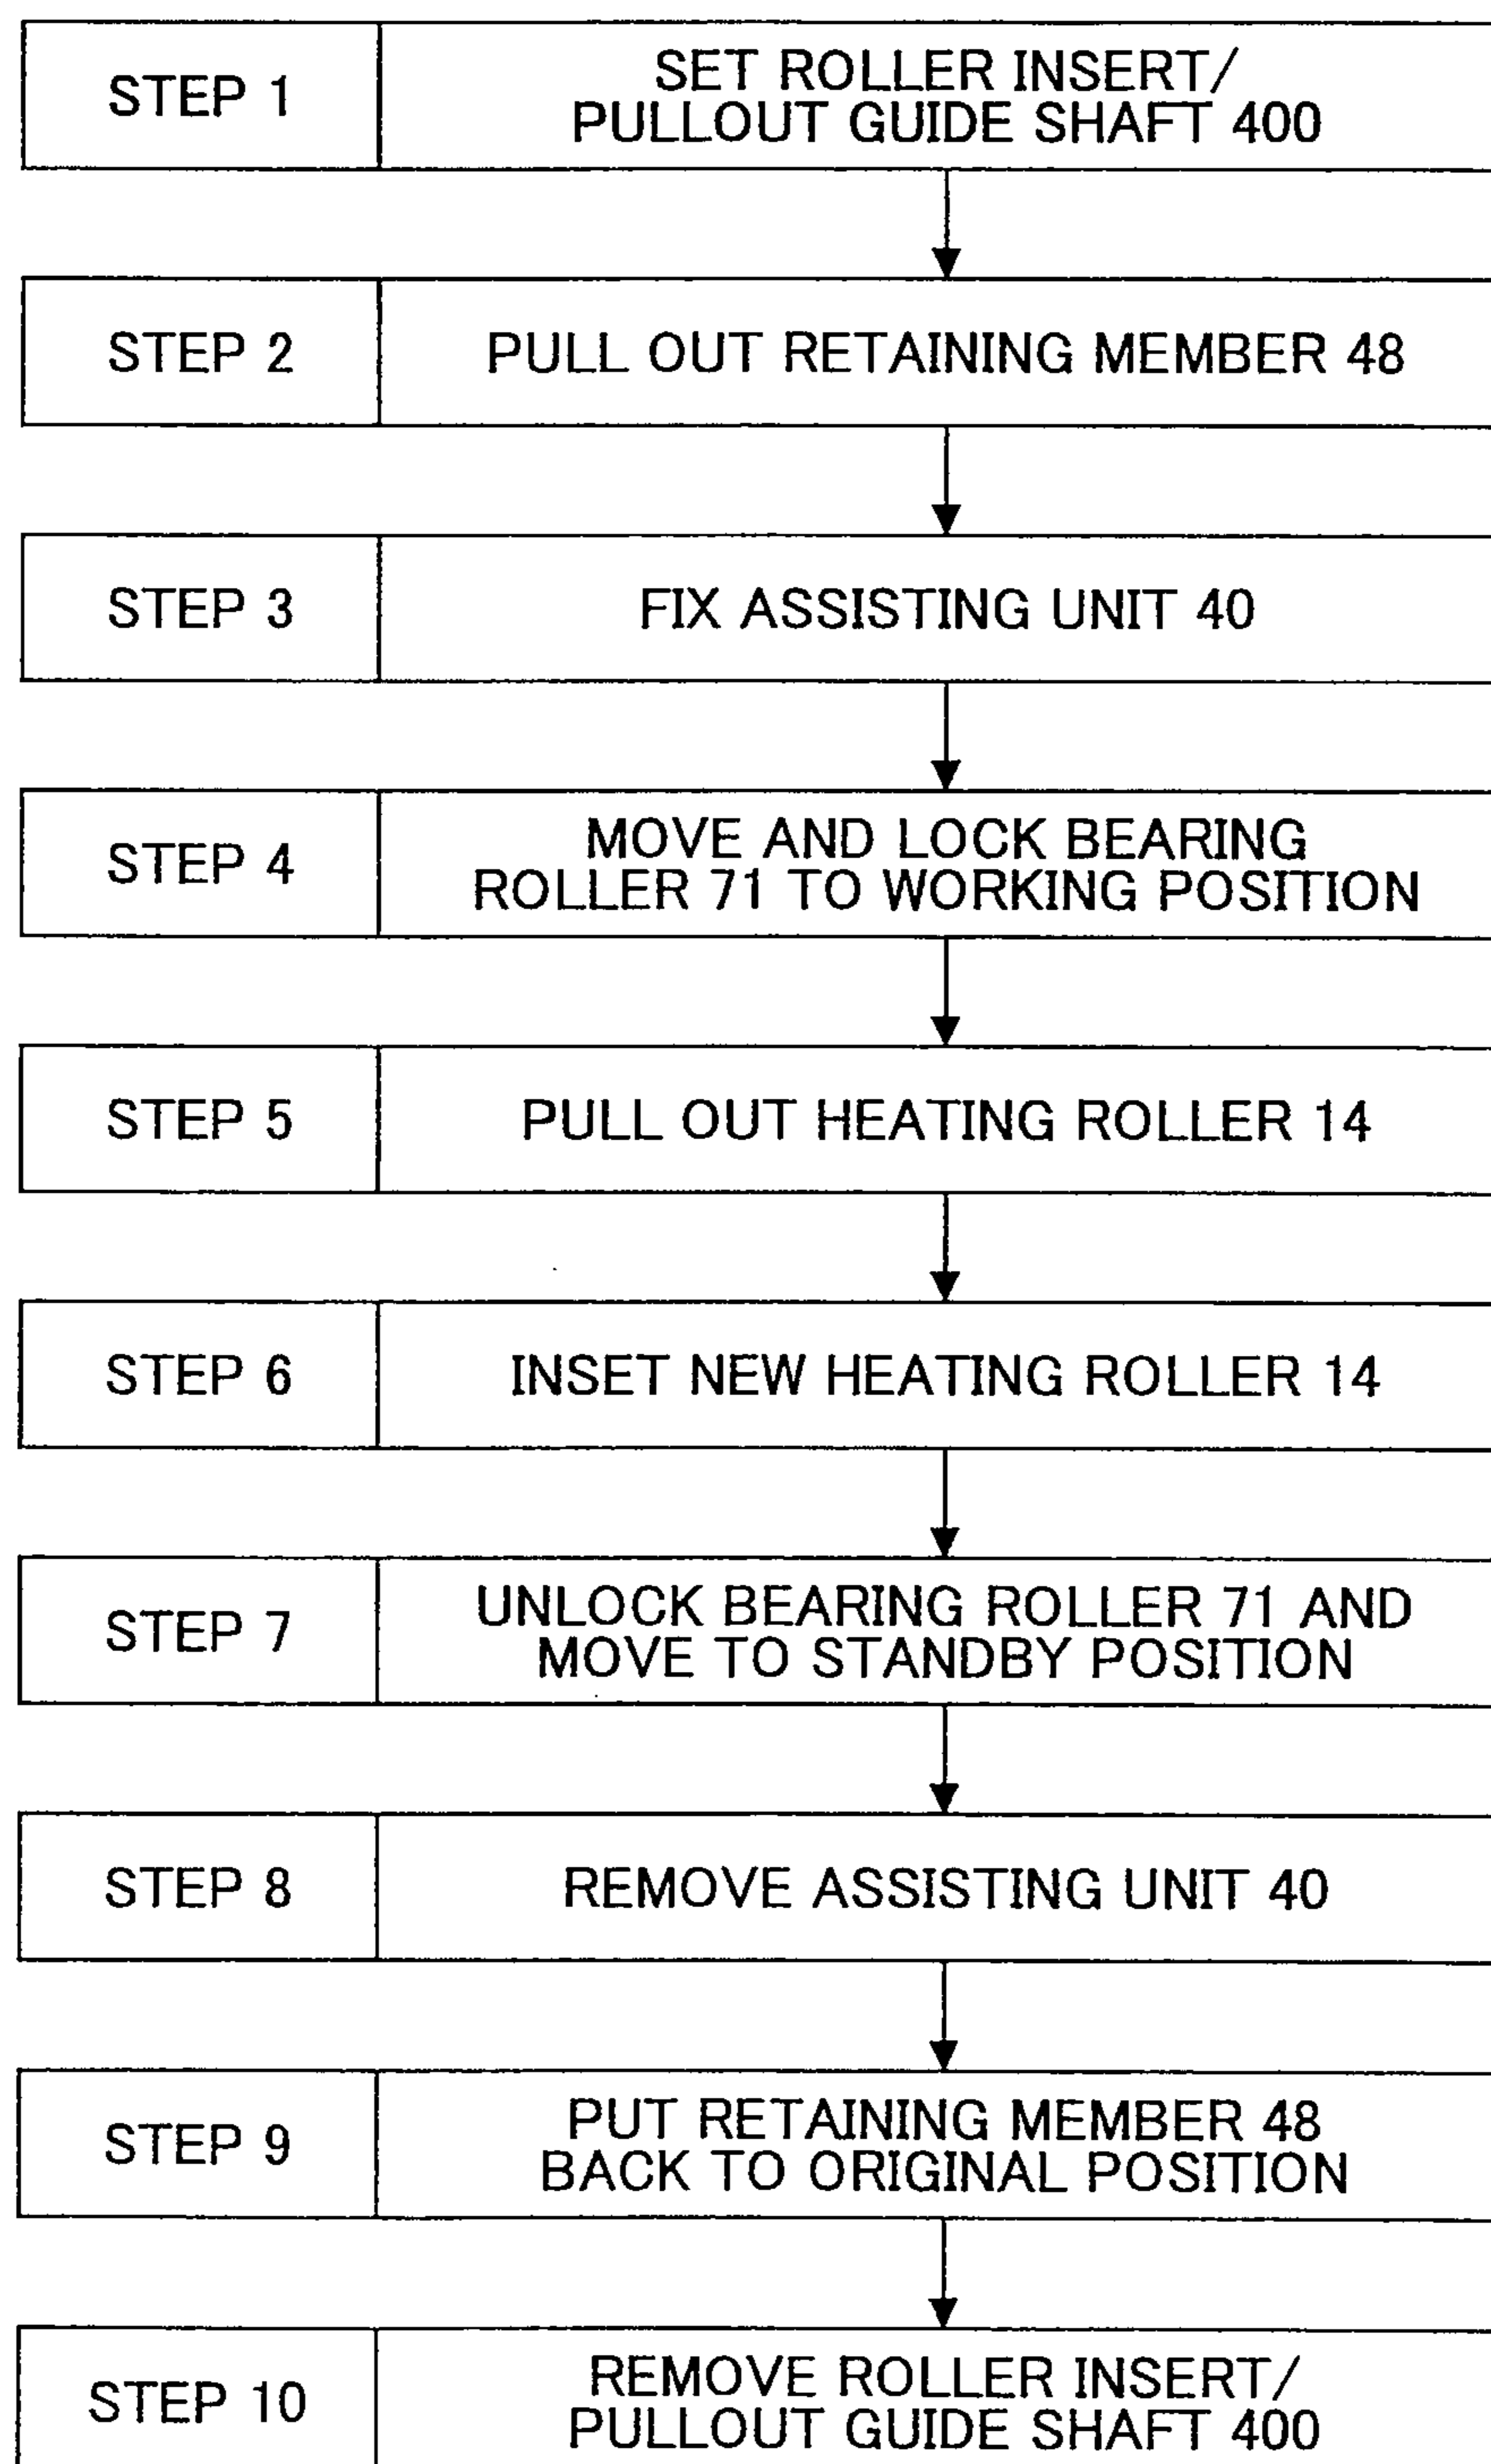 STEP 1
SET ROLLER INSERT/
PULLOUT GUIDE SHAFT 400
STEP 2
PULL OUT RETAINING MEMBER 48
STEP 3
FIX ASSISTING UNIT 40
STEP 4
MOVE AND LOCK BEARING
ROLLER 71 TO WORKING POSITION
STEP 5
PULL OUT HEATING ROLLER 14
STEP 6
INSET NEW HEATING ROLLER 14
STEP 7
UNLOCK BEARING ROLLER 71 AND
MOVE TO STANDBY POSITION
STEP 8
REMOVE ASSISTING UNIT 40
STEP 9
PUT RETAINING MEMBER 48
BACK TO ORIGINAL POSITION
STEP 10
REMOVE ROLLER INSERT/
PULLOUT GUIDE SHAFT 400